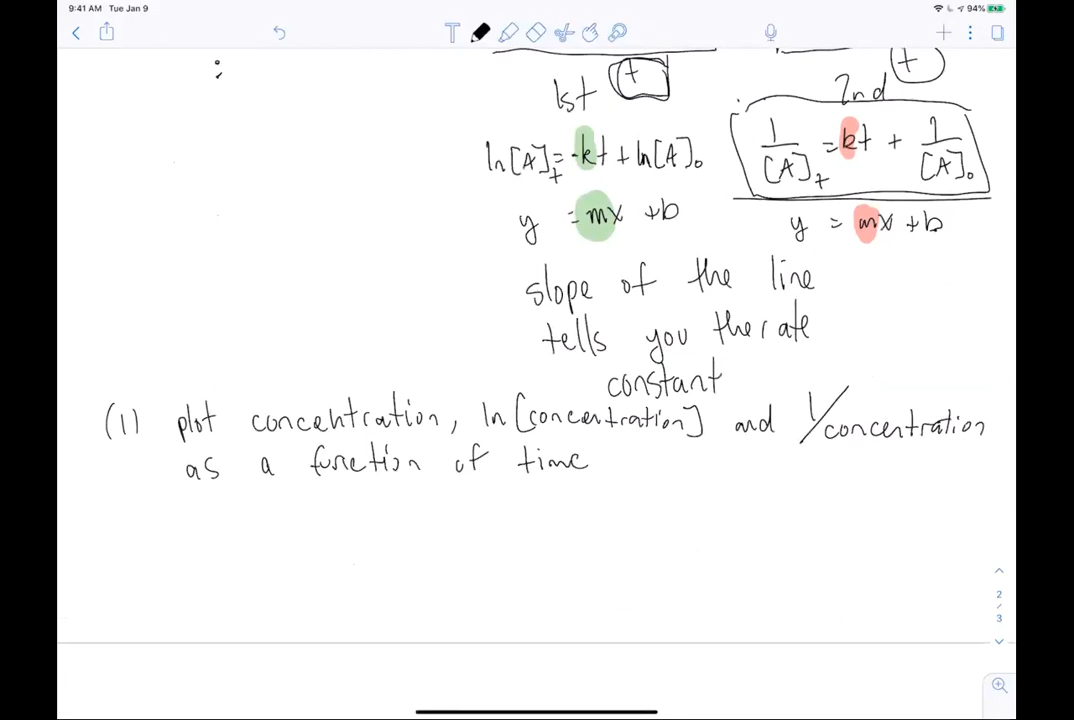 9:41 AM Tue Jan 9
94%
T
t
t
1st
2nd
ln[A]t = -kt + ln[A]0
1/[A]t = kt + 1/[A]0
y = mx + b
y = mx + b
slope of the line
tells you the rate
constant
(1) plot concentration, ln[concentration] and 1/concentration
as a function of time
2
/
3